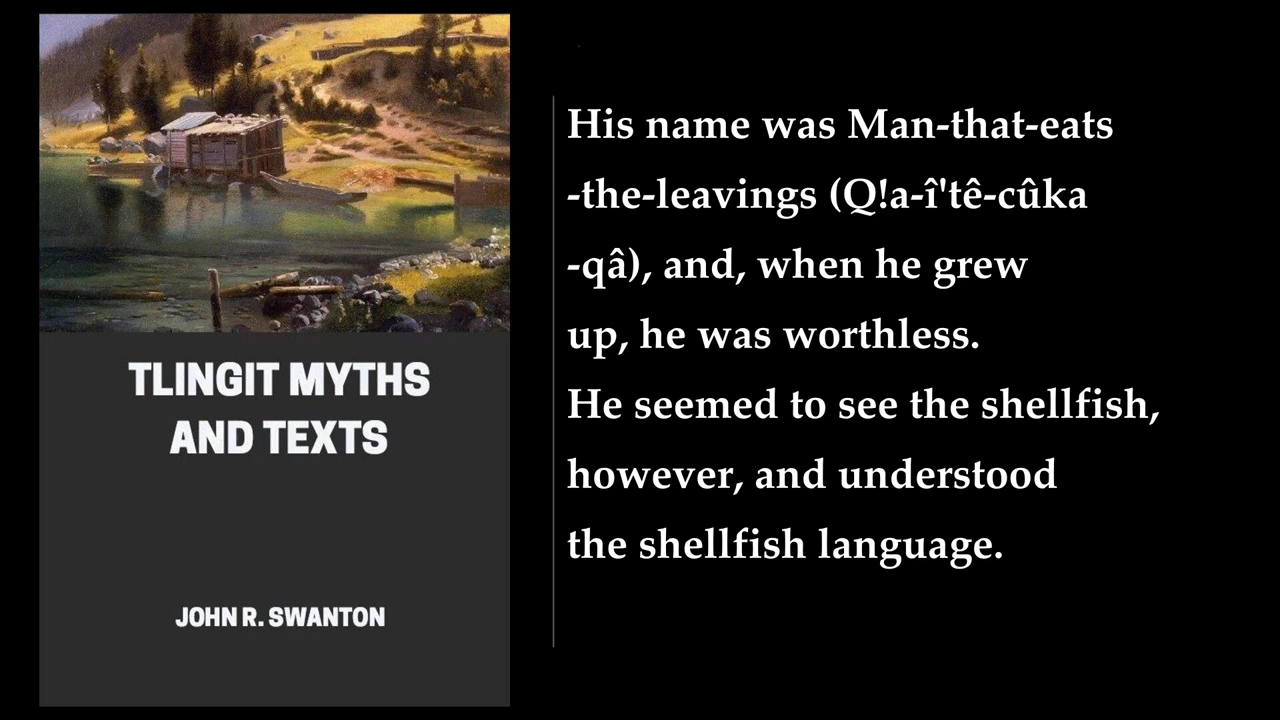 TLINGIT MYTHS
AND TEXTS
JOHN R. SWANTON
His name was Man-that-eats
-the-leavings (Q!a-î'tê-cûka
-qâ), and, when he grew
up, he was worthless.
He seemed to see the shellfish,
however, and understood
the shellfish language.